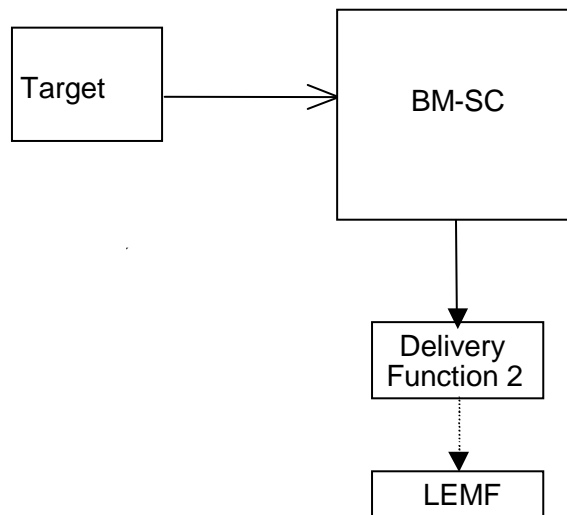 Target
BM-SC
Delivery
Function 2
LEMF